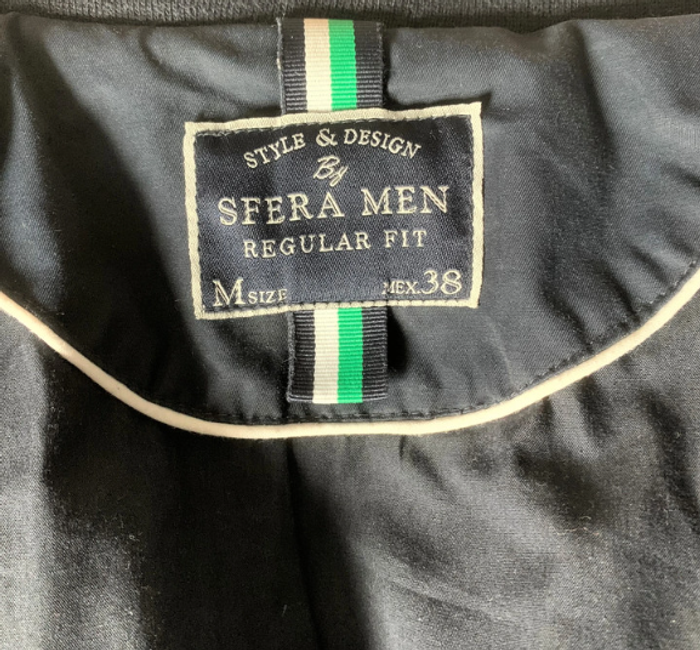 STYLE & DESIGN
By
SFERA MEN
REGULAR FIT
M SIZE MEX.38